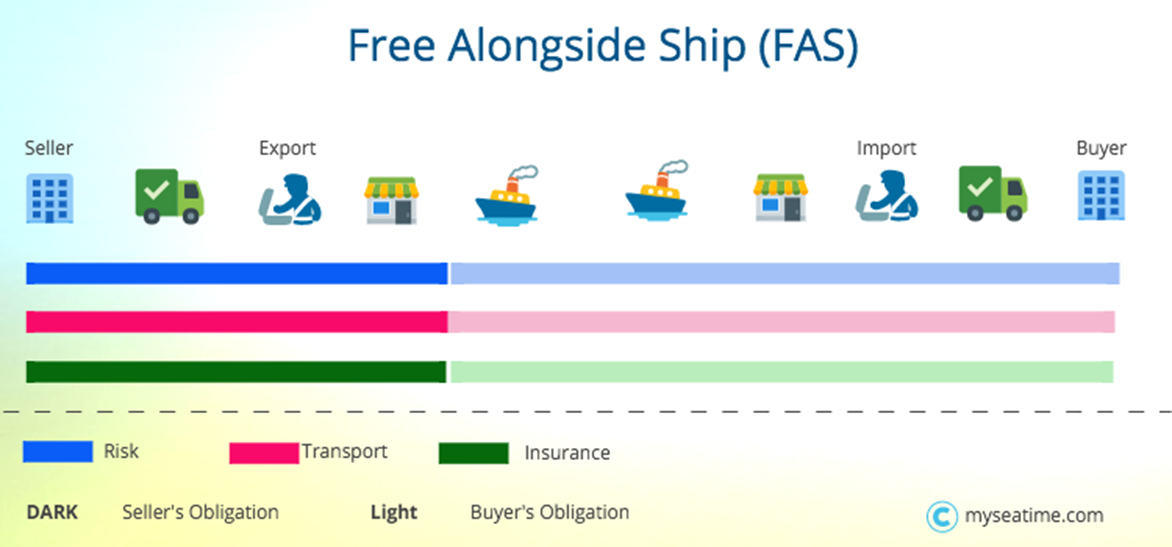 Free Alongside Ship (FAS)
Seller Export Import Buyer
Risk Transport Insurance
DARK Seller's Obligation Light Buyer's Obligation
C myseatime.com